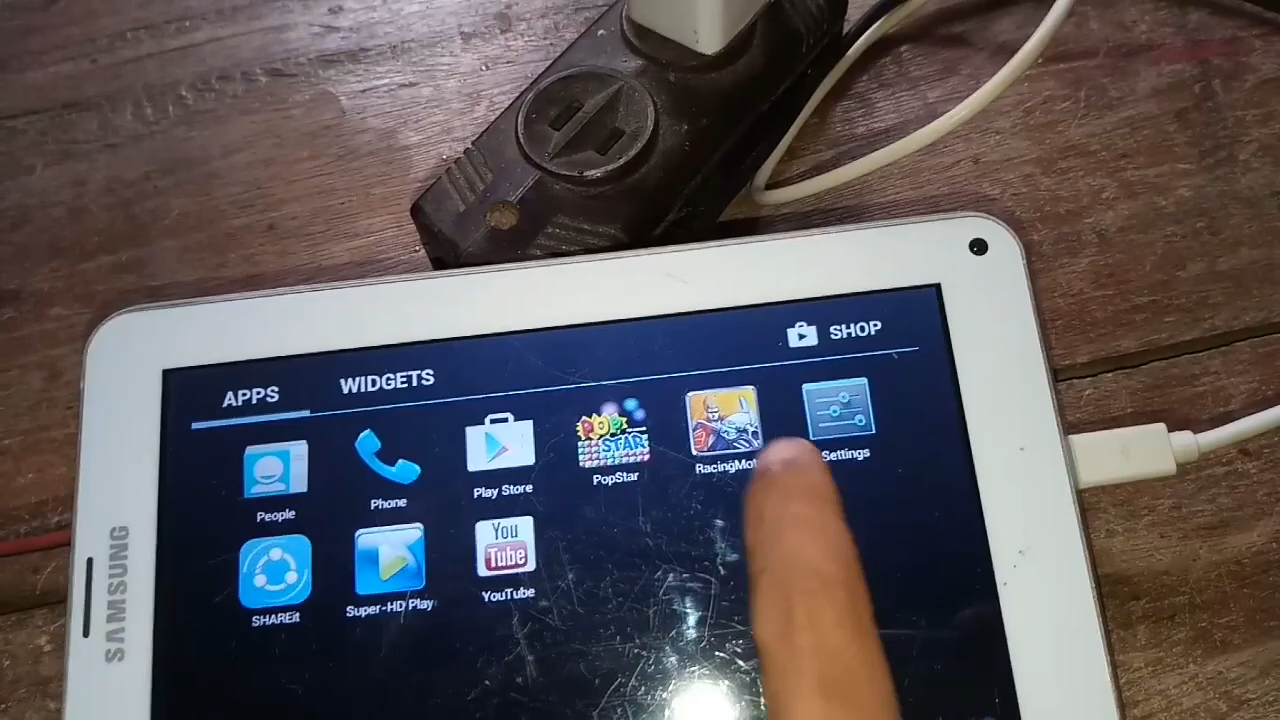 SHOP
APPS
WIDGETS
People
Phone
Play Store
POP
STAR
PopStar
RacingMot
Settings
SHAREit
Super-HD Play
You
Tube
YouTube
SAMSUNG